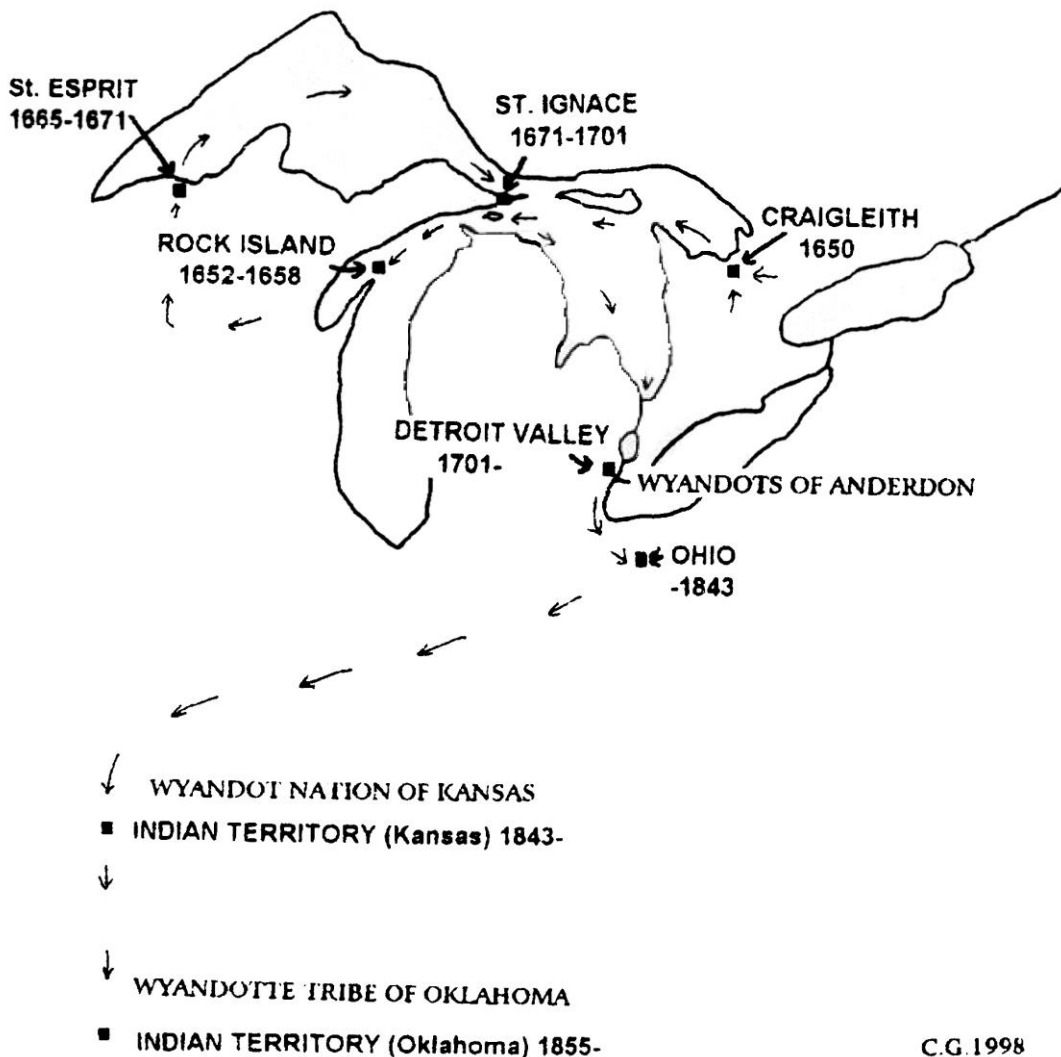 St. ESPRIT
1665-1671
ST. IGNACE
1671-1701
CRAIGLEITH
1650
ROCK ISLAND
1652-1658
DETROIT VALLEY
1701-
WYANDOTS OF ANDERDON
OHIO
-1843
WYANDOT NATION OF KANSAS
INDIAN TERRITORY (Kansas) 1843-
WYANDOTTE TRIBE OF OKLAHOMA
INDIAN TERRITORY (Oklahoma) 1855-
C.G.1998